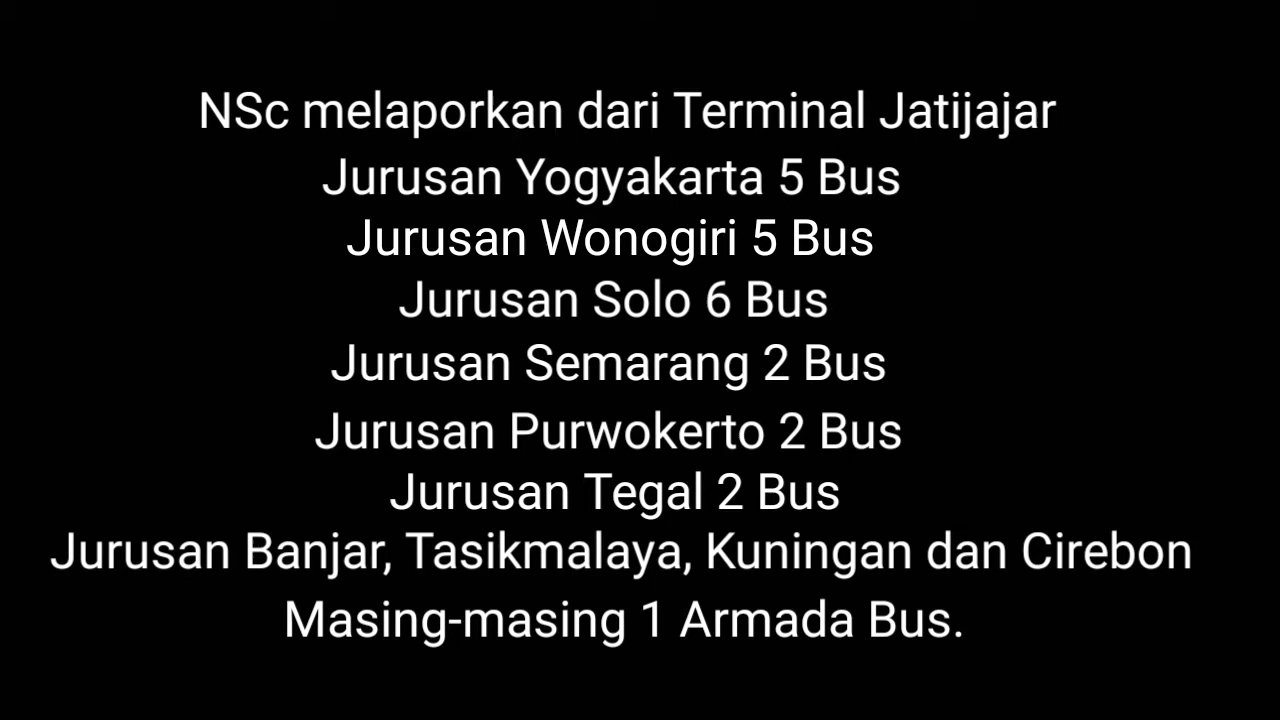 NSc melaporkan dari Terminal Jatijajar
Jurusan Yogyakarta 5 Bus
Jurusan Wonogiri 5 Bus
Jurusan Solo 6 Bus
Jurusan Semarang 2 Bus
Jurusan Purwokerto 2 Bus
Jurusan Tegal 2 Bus
Jurusan Banjar, Tasikmalaya, Kuningan dan Cirebon
Masing-masing 1 Armada Bus.